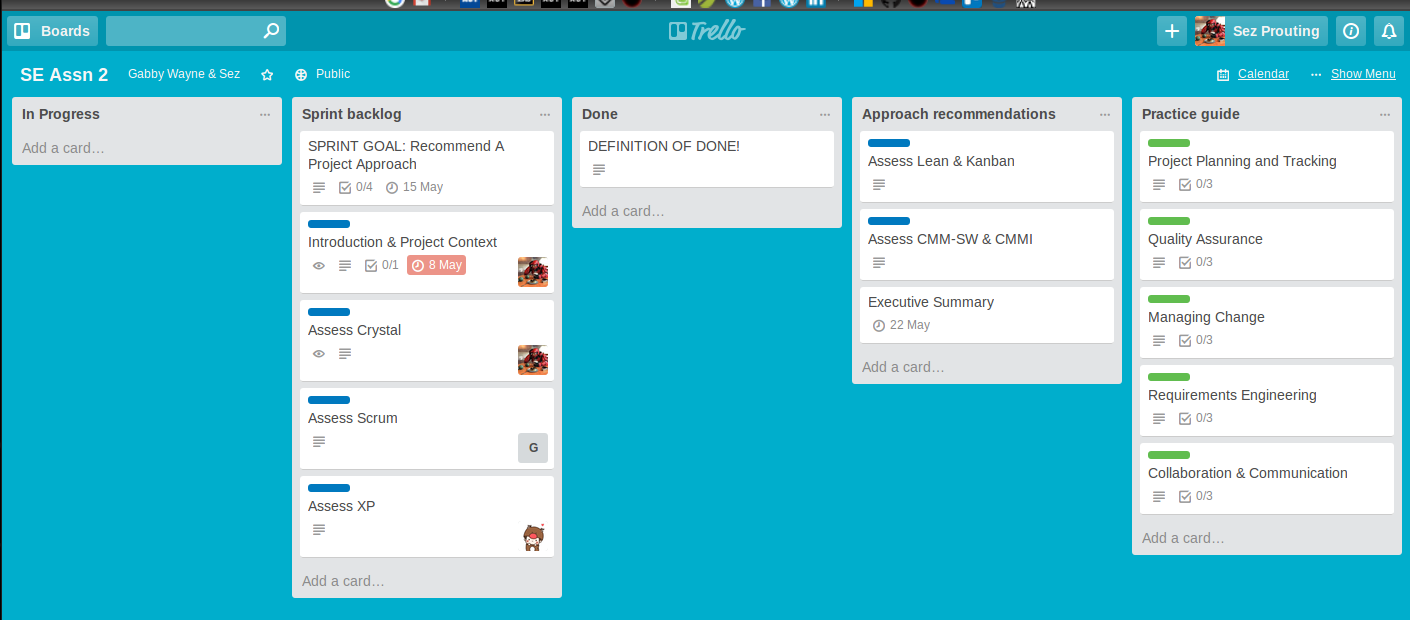 Boards
Trello
Sez Prouting
SE Assn 2
Gabby Wayne & Sez
Public
Calendar
... Show Menu
In Progress
...
Add a card…
Sprint backlog
...
SPRINT GOAL: Recommend A
Project Approach
0/4
15 May
Introduction & Project Context
0/1
8 May
Assess Crystal
Assess Scrum
G
Assess XP
Add a card…
Done
...
DEFINITION OF DONE!
Add a card…
Approach recommendations
...
Assess Lean & Kanban
Assess CMM-SW & CMMI
Executive Summary
22 May
Add a card…
Practice guide
...
Project Planning and Tracking
0/3
Quality Assurance
0/3
Managing Change
0/3
Requirements Engineering
0/3
Collaboration & Communication
0/3
Add a card…